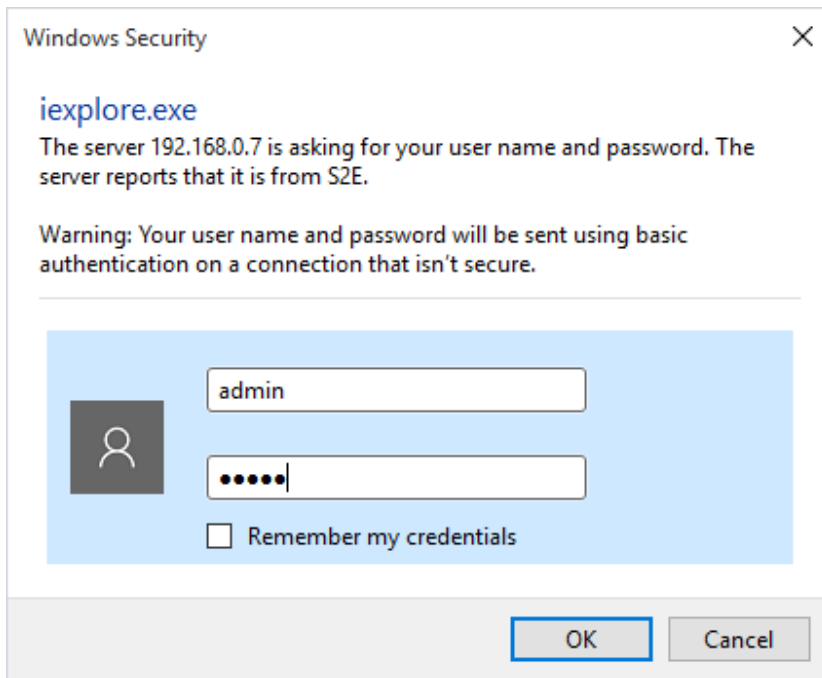 Windows Security
iexplore.exe
The server 192.168.0.7 is asking for your user name and password. The
server reports that it is from S2E.
Warning: Your user name and password will be sent using basic
authentication on a connection that isn't secure.
admin
•••••
Remember my credentials
OK Cancel